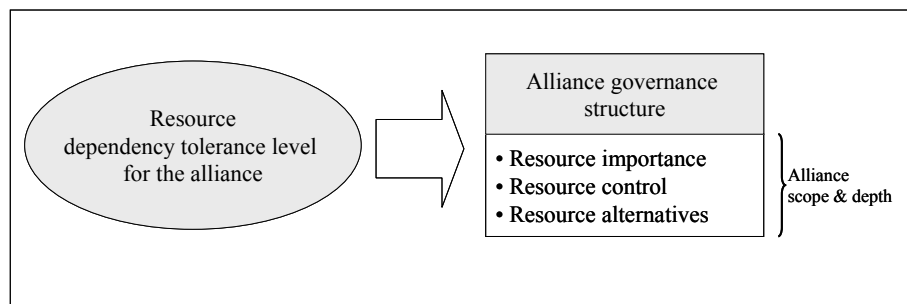 Resource
dependency tolerance level
for the alliance
Alliance governance
structure
• Resource importance
• Resource control
• Resource alternatives
Alliance
scope & depth